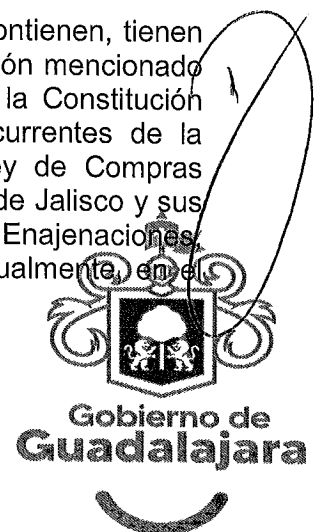 ontienen, tienen
ón mencionado
la Constitución
currentes de la
ey de Compras
de Jalisco y sus
Enajenaciones,
ualmente, en el
Gobierno de
Guadalajara